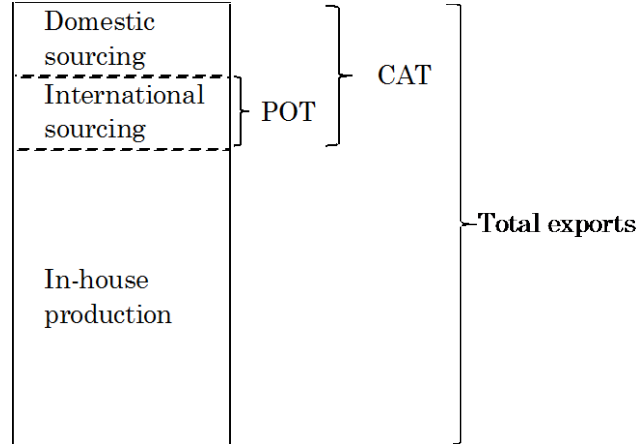 Domestic
sourcing
International
sourcing
POT
CAT
Total exports
In-house
production